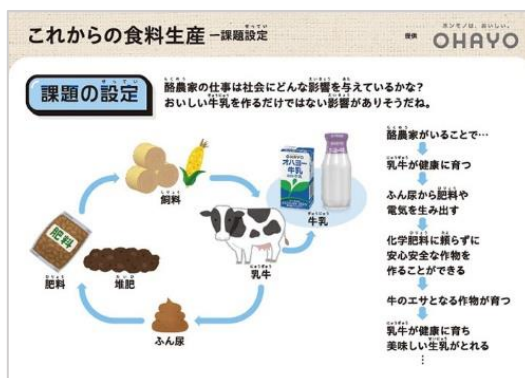 これからの食料生産 ー課題設定
提供
ホンモノは、おいしい。
OHAYO
課題の設定
酪農家の仕事は社会にどんな影響を与えているかな？
おいしい牛乳を作るだけではない影響がありそうだね。
飼料
オハヨー
牛乳
牛乳
乳牛
肥料
肥料
堆肥
ふん尿
酪農家がいることで…
乳牛が健康に育つ
ふん尿から肥料や
電気を生み出す
化学肥料に頼らずに
安心安全な作物を
作ることができる
牛のエサとなる作物が育つ
乳牛が健康に育ち
美味しい生乳がとれる
…